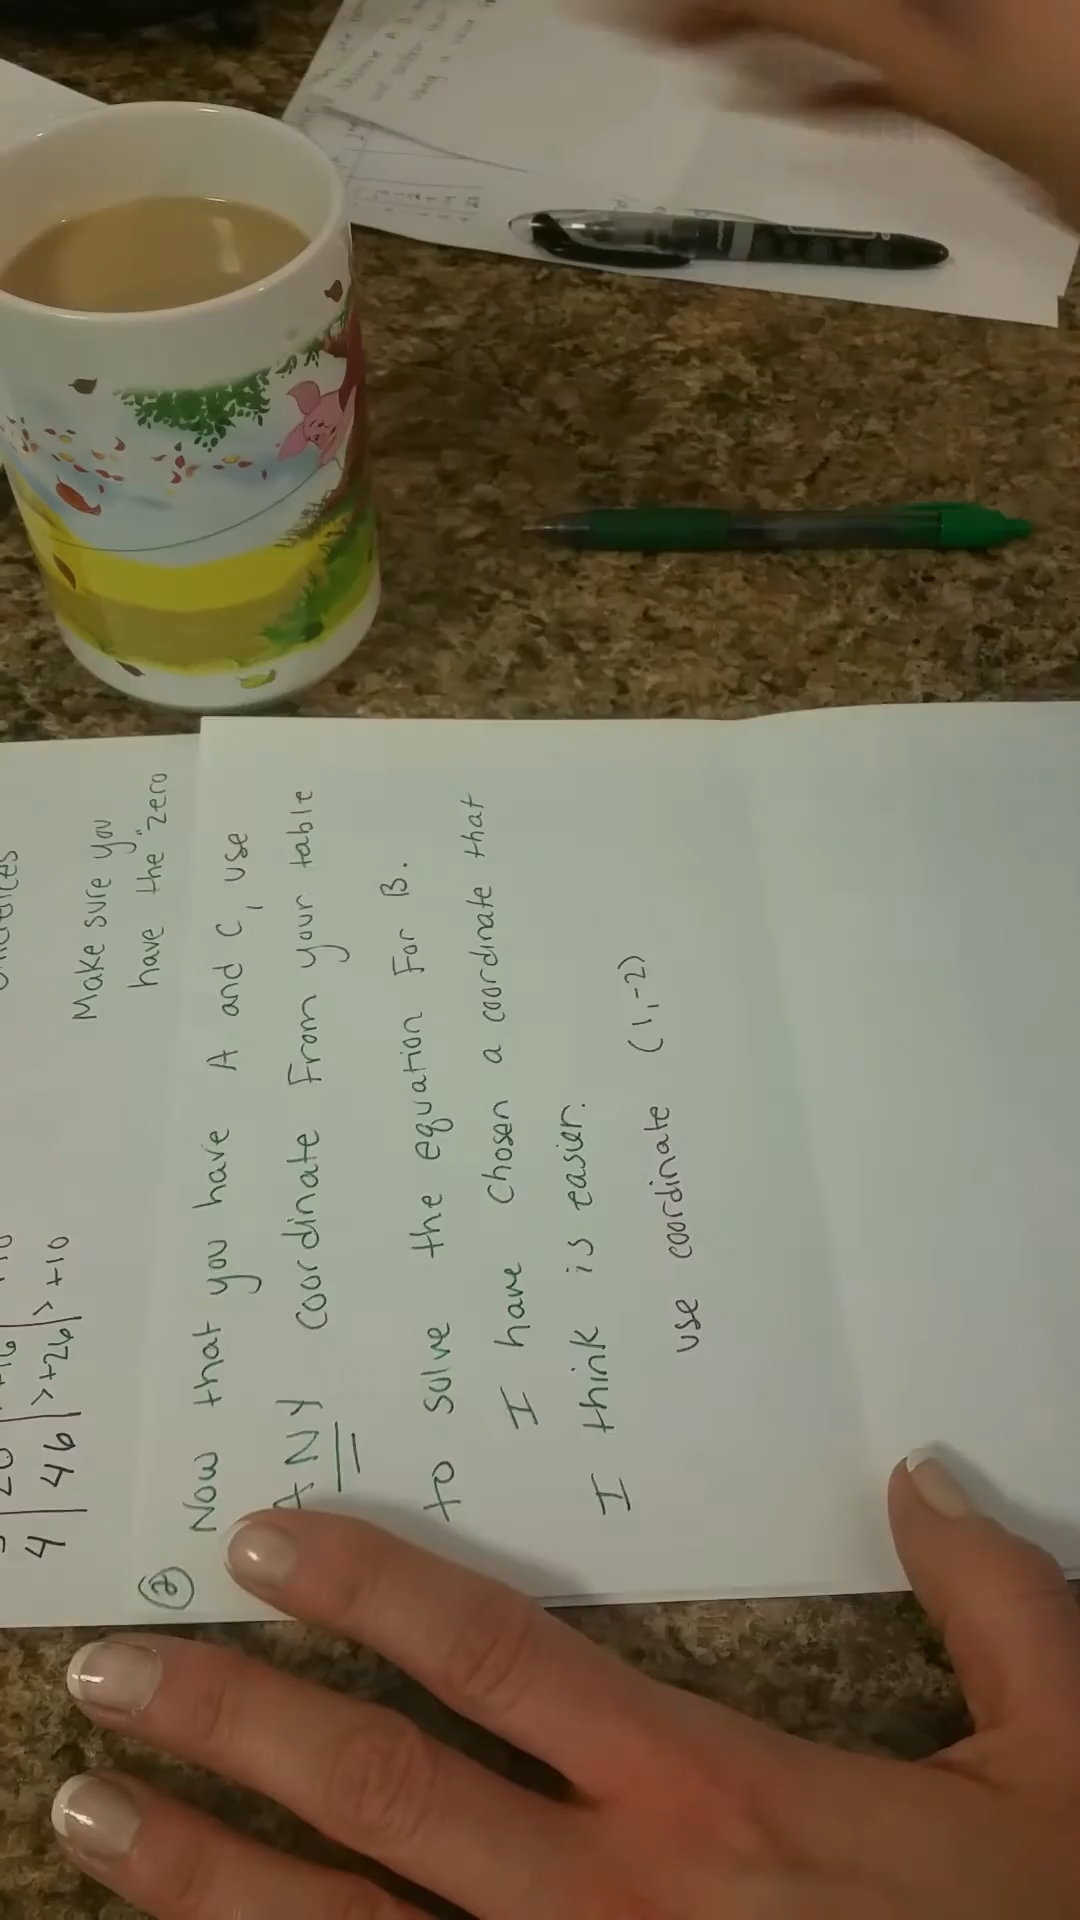 Make sure you
have the "zero
4 | 46 | > +26 | > +10
② Now that you have A and C, use
ANY coordinate from your table
to solve the equation for B.
I have chosen a coordinate that
I think is easier.
use coordinate (1,-2)